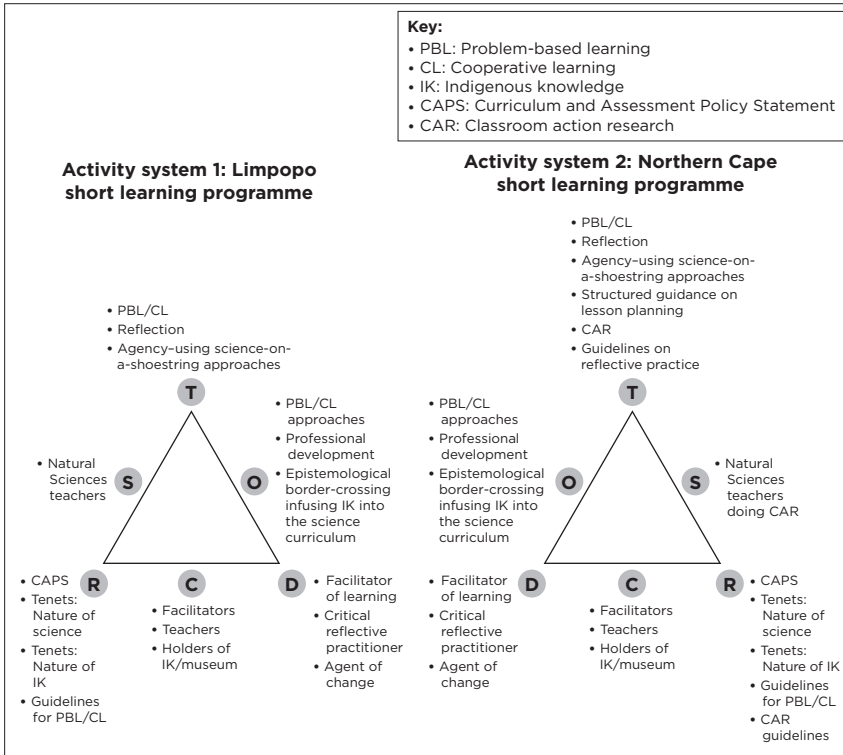 Key:
• PBL: Problem-based learning
• CL: Cooperative learning
• IK: Indigenous knowledge
• CAPS: Curriculum and Assessment Policy Statement
• CAR: Classroom action research
Activity system 1: Limpopo
short learning programme
• PBL/CL
• Reflection
• Agency–using science-on-
a-shoestring approaches
T
• Natural
Sciences
teachers
S
O
• PBL/CL
approaches
• Professional
development
• Epistemological
border-crossing
infusing IK into
the science
curriculum
R
C
D
• CAPS
• Tenets:
Nature of
science
• Tenets:
Nature of
IK
• Guidelines
for PBL/CL
• Facilitators
• Teachers
• Holders of
IK/museum
• Facilitator
of learning
• Critical
reflective
practitioner
• Agent of
change
Activity system 2: Northern Cape
short learning programme
• PBL/CL
• Reflection
• Agency–using science-on-
a-shoestring approaches
• Structured guidance on
lesson planning
• CAR
• Guidelines on
reflective practice
T
• PBL/CL
approaches
• Professional
development
• Epistemological
border-crossing
infusing IK into
the science
curriculum
O
S
• Natural
Sciences
teachers
doing CAR
D
C
R
• Facilitator
of learning
• Critical
reflective
practitioner
• Agent of
change
• Facilitators
• Teachers
• Holders of
IK/museum
• CAPS
• Tenets:
Nature of
science
• Tenets:
Nature of IK
• Guidelines
for PBL/CL
• CAR
guidelines